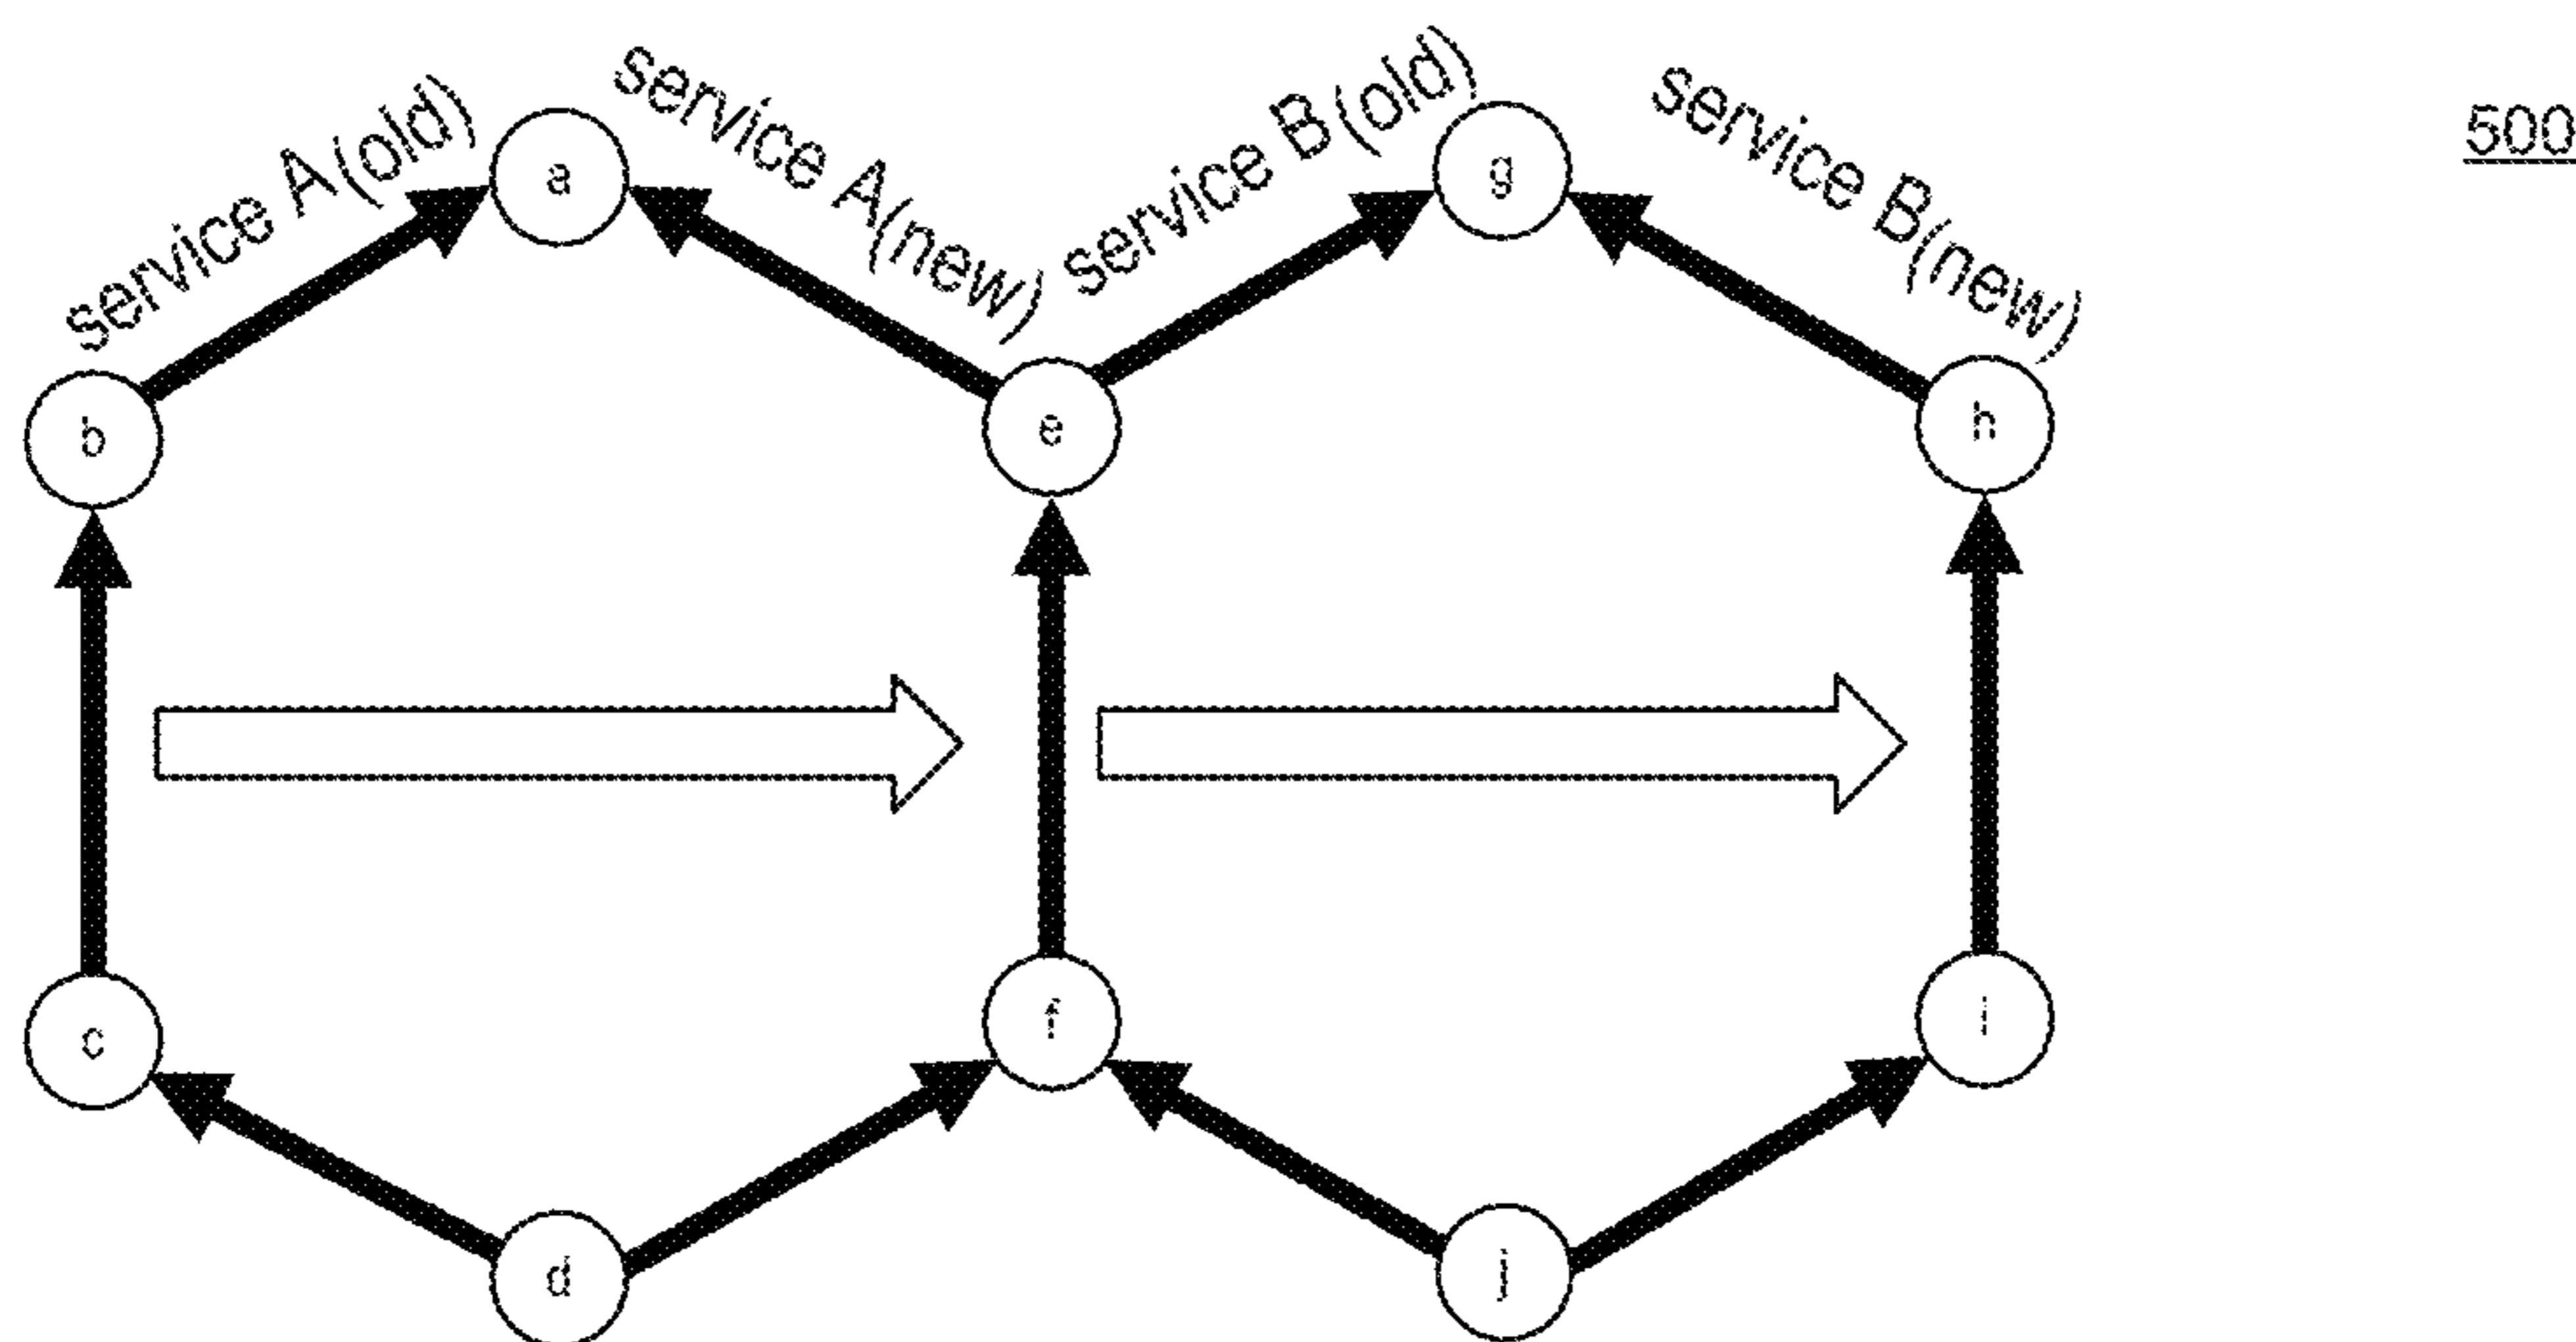 service A(old)
service A(new)
service B(old)
service B(new)
500
a
g
b
e
h
c
f
i
d
j